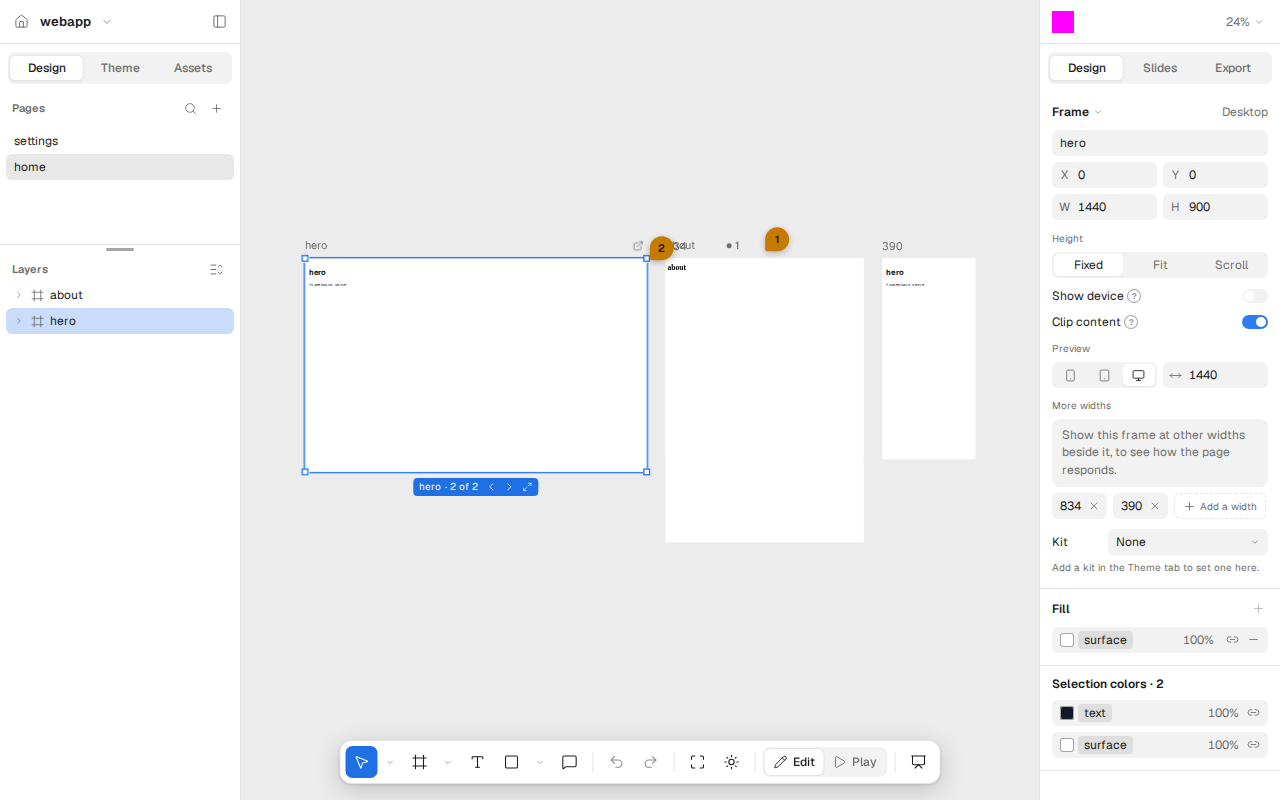 webapp
Design
Theme
Assets
Pages
settings
home
Layers
about
hero
hero
2
1
1
390
hero
about
hero
hero · 2 of 2
Edit
Play
24%
Design
Slides
Export
Frame
Desktop
hero
X 0
Y 0
W 1440
H 900
Height
Fixed
Fit
Scroll
Show device ?
Clip content ?
Preview
1440
More widths
Show this frame at other widths
beside it, to see how the page
responds.
834
390
Add a width
Kit
None
Add a kit in the Theme tab to set one here.
Fill
surface
100%
Selection colors · 2
text
100%
surface
100%